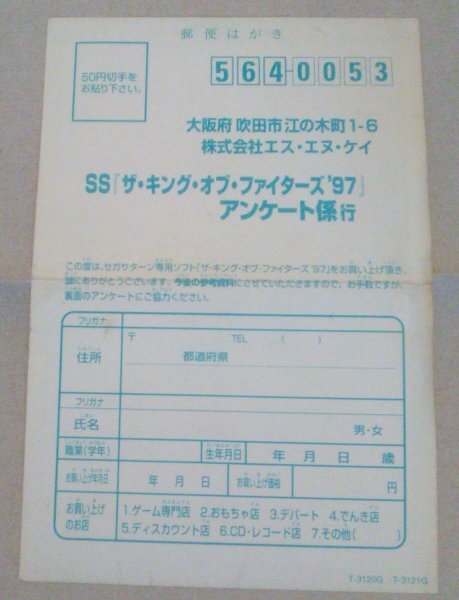 郵便はがき
50円切手を
お貼り下さい。
564-0053
大阪府 吹田市 江の木町1-6
株式会社エス・エヌ・ケイ
SS『ザ・キング・オブ・ファイターズ'97』
アンケート係行
この度は、セガサターン専用ソフト「ザ・キング・オブ・ファイターズ'97」をお買い上げ頂き、
誠にありがとうございます。今後の参考資料にさせていただきますので、お手数ですが、
裏面のアンケートにご協力ください。
フリガナ
住所 〒 TEL ( )
都道府県
フリガナ
氏名 男・女
職業(学年) 生年月日 年 月 日 歳
お買い上げ年月日 年 月 日 お買い上げ価格 円
お買い上げのお店 1.ゲーム専門店 2.おもちゃ店 3.デパート 4.でんき店
5.ディスカウント店 6.CD・レコード店 7.その他( )
T-3120G T-3121G